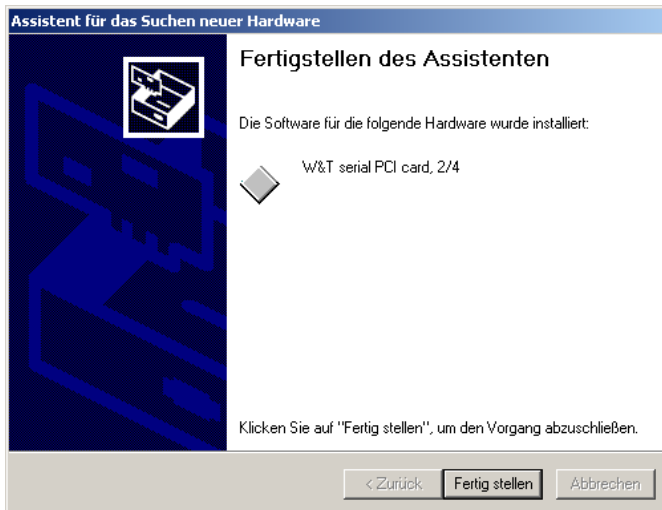 Assistent für das Suchen neuer Hardware
Fertigstellen des Assistenten
Die Software für die folgende Hardware wurde installiert:
W&T serial PCI card, 2/4
Klicken Sie auf "Fertig stellen", um den Vorgang abzuschließen.
< Zurück Fertig stellen Abbrechen